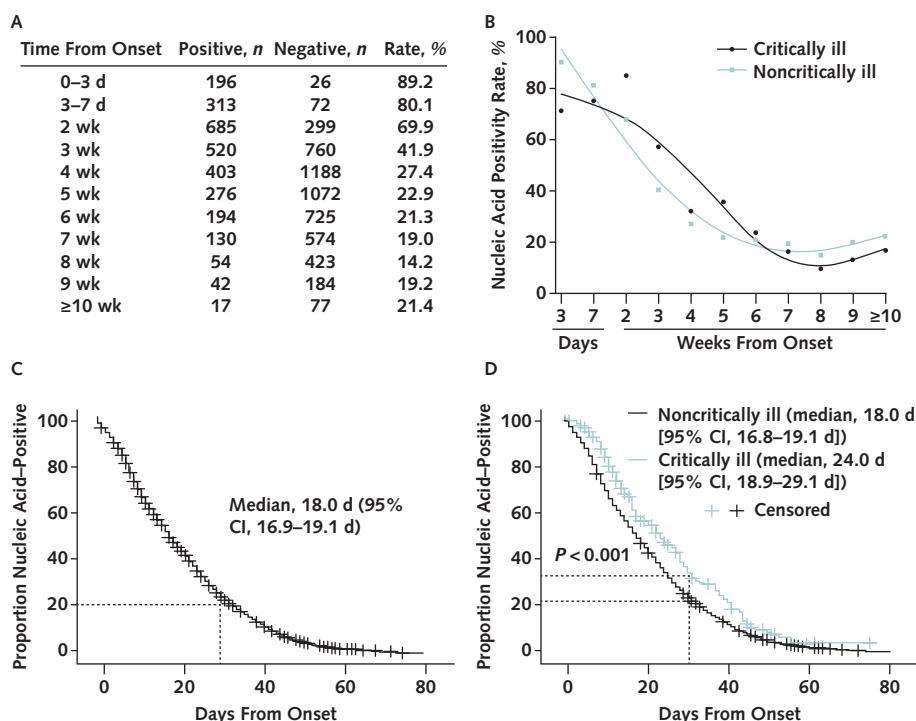 A
Time From Onset Positive, n Negative, n Rate, %
0–3 d 196 26 89.2
3–7 d 313 72 80.1
2 wk 685 299 69.9
3 wk 520 760 41.9
4 wk 403 1188 27.4
5 wk 276 1072 22.9
6 wk 194 725 21.3
7 wk 130 574 19.0
8 wk 54 423 14.2
9 wk 42 184 19.2
≥10 wk 17 77 21.4
B
Nucleic Acid Positivity Rate, %
100
80
60
40
20
0
Critically ill
Noncritically ill
3 7 2 3 4 5 6 7 8 9 ≥10
Days Weeks From Onset
C
Proportion Nucleic Acid–Positive
100
80
60
40
20
0
Median, 18.0 d (95%
CI, 16.9–19.1 d)
0 20 40 60 80
Days From Onset
D
Proportion Nucleic Acid–Positive
100
80
60
40
20
0
Noncritically ill (median, 18.0 d
[95% CI, 16.8–19.1 d])
Critically ill (median, 24.0 d
[95% CI, 18.9–29.1 d])
Censored
P < 0.001
0 20 40 60 80
Days From Onset